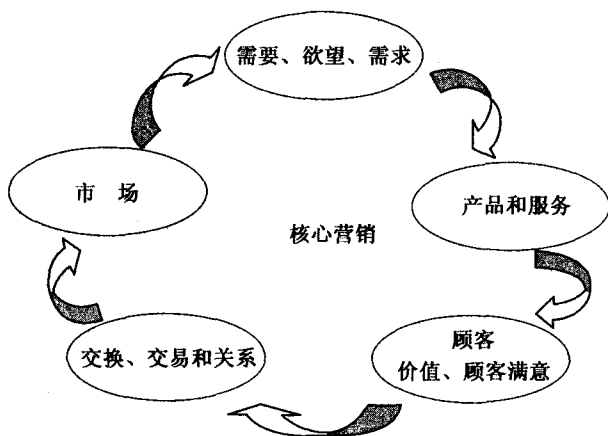 需要、欲望、需求
市 场
产品和服务
核心营销
交换、交易和关系
顾客
价值、顾客满意